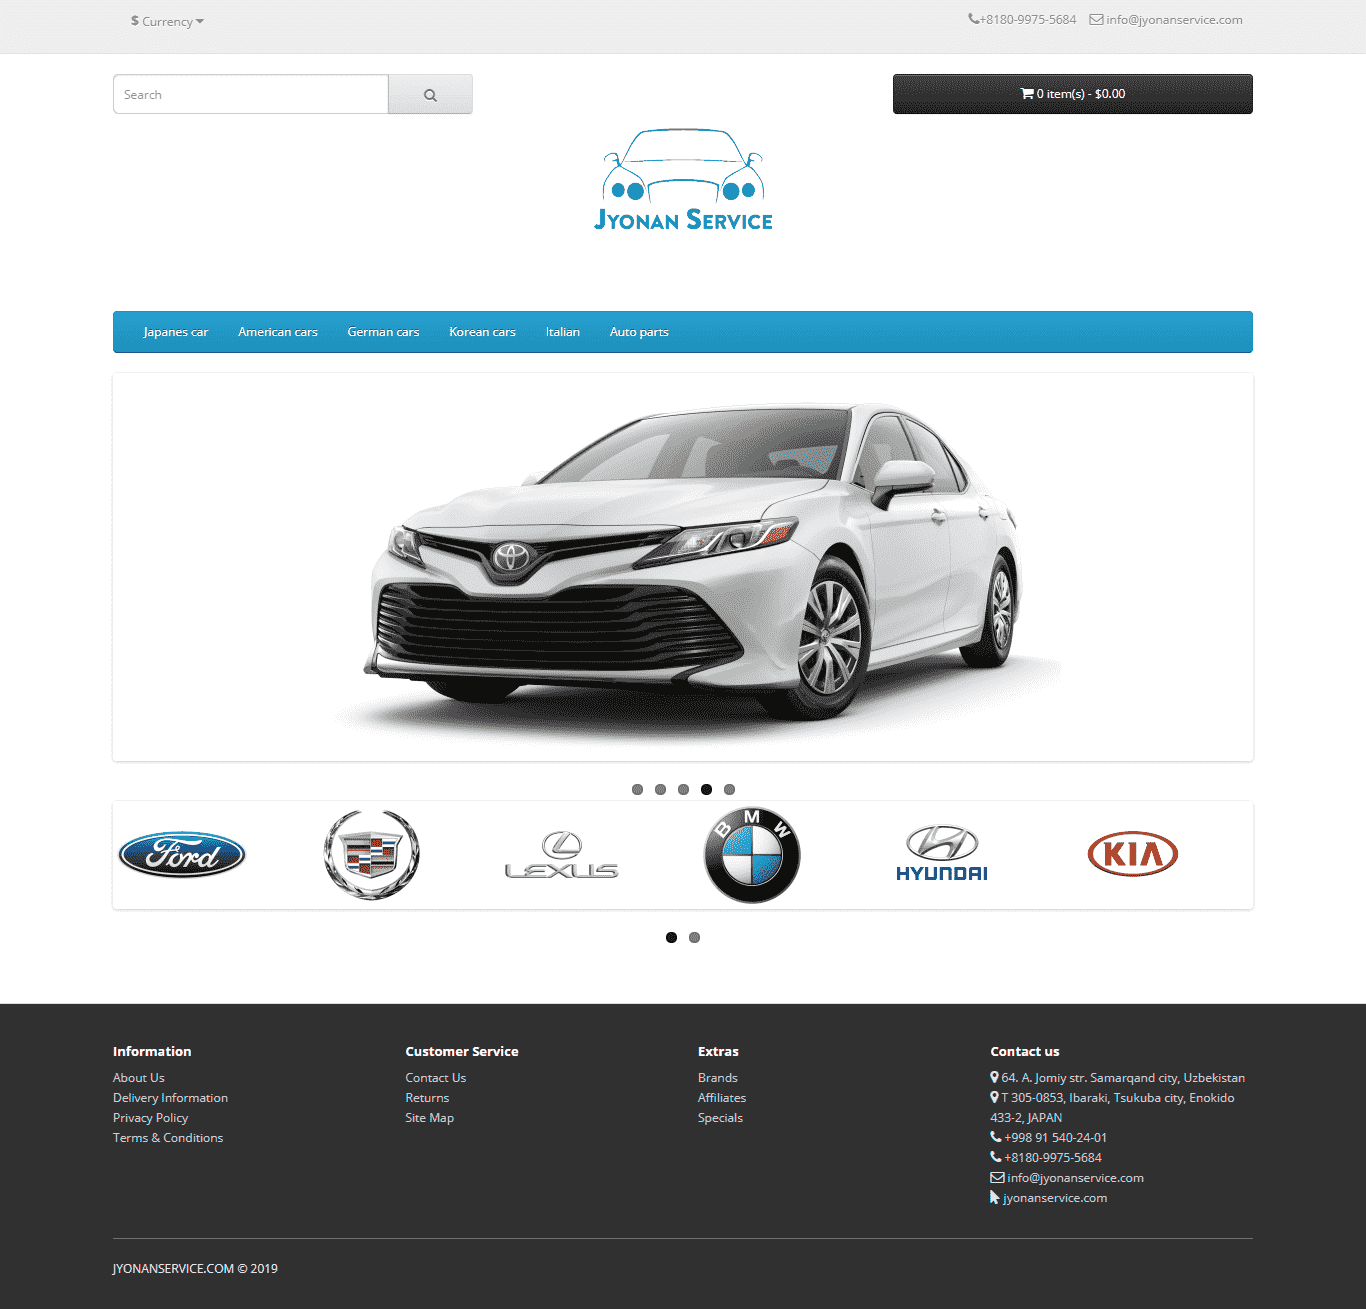 $ Currency
+8180-9975-5684 info@jyonanservice.com
Search
0 item(s) - $0.00
JYONAN SERVICE
Japanes car American cars German cars Korean cars Italian Auto parts
Ford
LEXUS
BMW
HYUNDAI
KIA
Information
About Us
Delivery Information
Privacy Policy
Terms & Conditions
Customer Service
Contact Us
Returns
Site Map
Extras
Brands
Affiliates
Specials
Contact us
64. A. Jomiy str. Samarqand city, Uzbekistan
T 305-0853, Ibaraki, Tsukuba city, Enokido
433-2, JAPAN
+998 91 540-24-01
+8180-9975-5684
info@jyonanservice.com
jyonanservice.com
JYONANSERVICE.COM © 2019